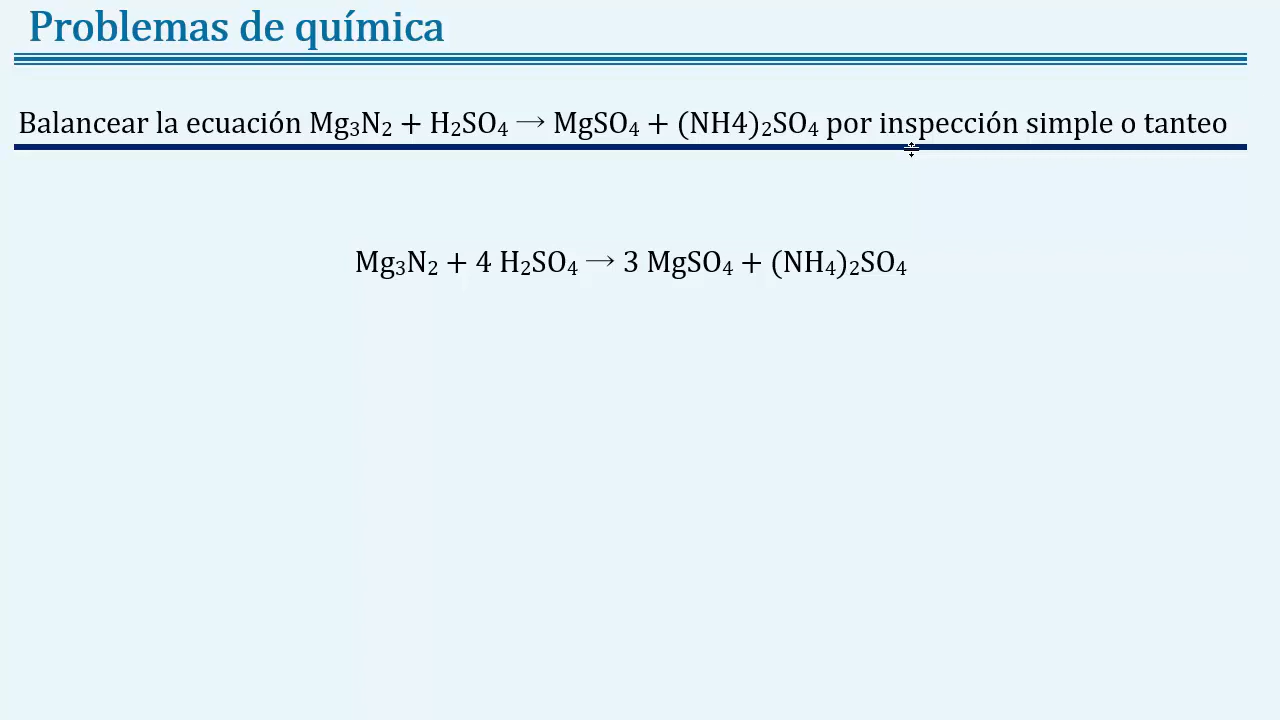 Problemas de química
Balancear la ecuación Mg₃N₂ + H₂SO₄ → MgSO₄ + (NH4)₂SO₄ por inspección simple o tanteo
Mg₃N₂ + 4 H₂SO₄ → 3 MgSO₄ + (NH₄)₂SO₄